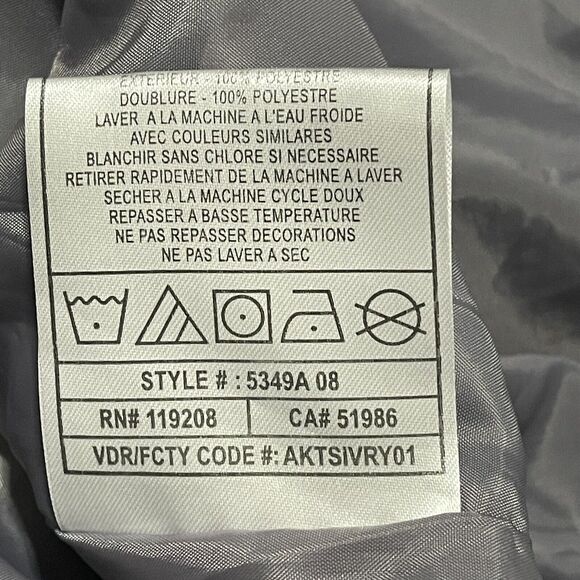 EXTERIEUR - 100% POLYESTRE
DOUBLURE - 100% POLYESTRE
LAVER A LA MACHINE A L'EAU FROIDE
AVEC COULEURS SIMILARES
BLANCHIR SANS CHLORE SI NECESSAIRE
RETIRER RAPIDEMENT DE LA MACHINE A LAVER
SECHER A LA MACHINE CYCLE DOUX
REPASSER A BASSE TEMPERATURE
NE PAS REPASSER DECORATIONS
NE PAS LAVER A SEC
STYLE # : 5349A 08
RN# 119208 CA# 51986
VDR/FCTY CODE #: AKTSIVRY01